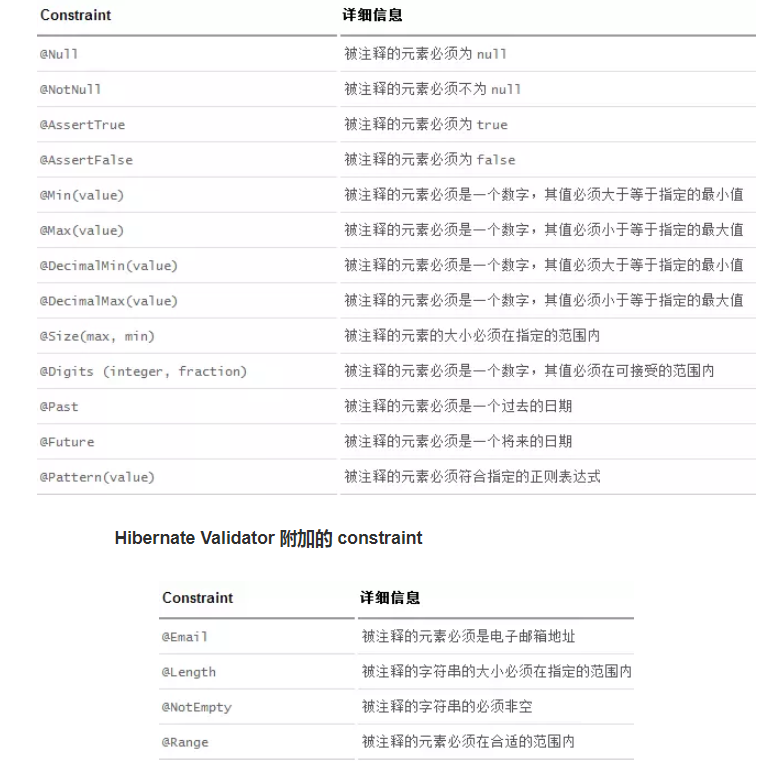 Constraint 详细信息
@Null 被注释的元素必须为 null
@NotNull 被注释的元素必须不为 null
@AssertTrue 被注释的元素必须为 true
@AssertFalse 被注释的元素必须为 false
@Min(value) 被注释的元素必须是一个数字，其值必须大于等于指定的最小值
@Max(value) 被注释的元素必须是一个数字，其值必须小于等于指定的最大值
@DecimalMin(value) 被注释的元素必须是一个数字，其值必须大于等于指定的最小值
@DecimalMax(value) 被注释的元素必须是一个数字，其值必须小于等于指定的最大值
@Size(max, min) 被注释的元素的大小必须在指定的范围内
@Digits (integer, fraction) 被注释的元素必须是一个数字，其值必须在可接受的范围内
@Past 被注释的元素必须是一个过去的日期
@Future 被注释的元素必须是一个将来的日期
@Pattern(value) 被注释的元素必须符合指定的正则表达式
Hibernate Validator 附加的 constraint
Constraint 详细信息
@Email 被注释的元素必须是电子邮箱地址
@Length 被注释的字符串的大小必须在指定的范围内
@NotEmpty 被注释的字符串的必须非空
@Range 被注释的元素必须在合适的范围内